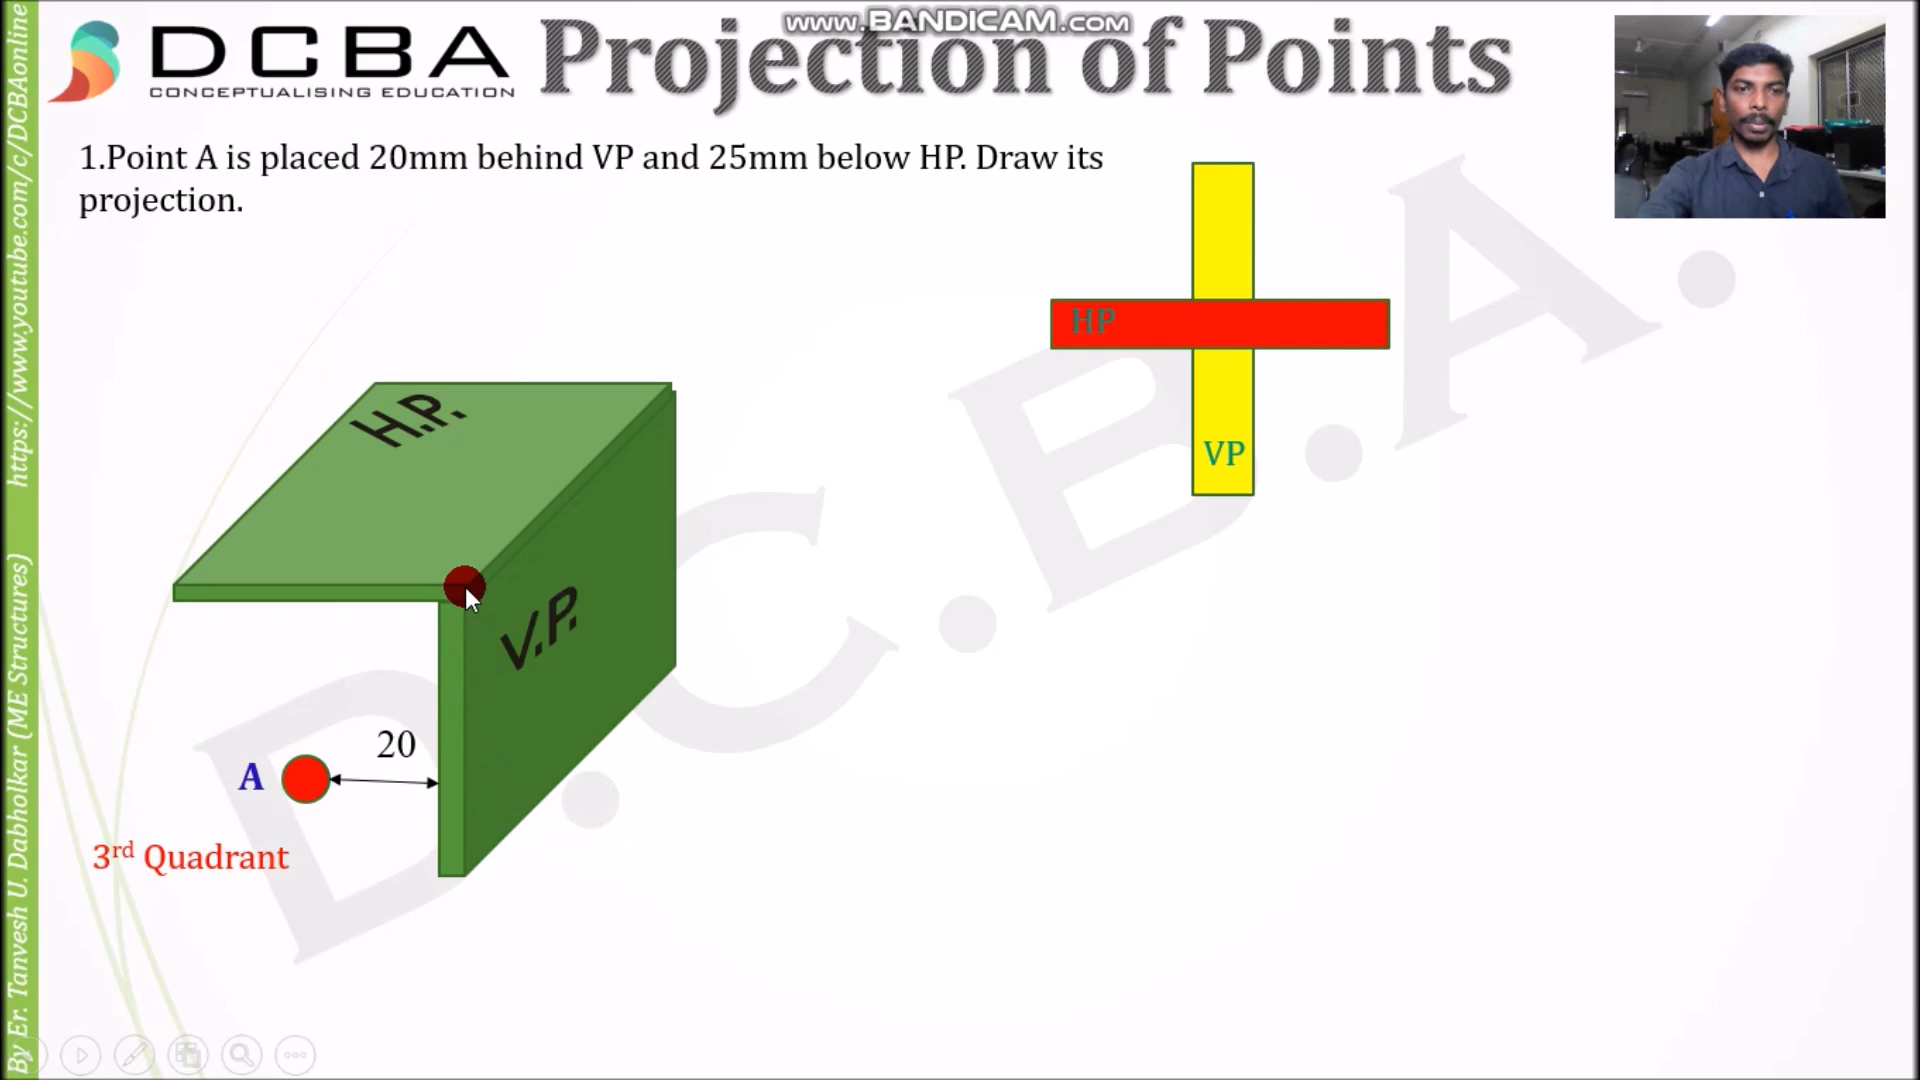 www.BANDICAM.com
DCBA
CONCEPTUALISING EDUCATION
Projection of Points
1.Point A is placed 20mm behind VP and 25mm below HP. Draw its
projection.
HP
VP
H.P.
V.P.
20
A
3rd Quadrant
D.C.B.A.
By Er. Tanvesh U. Dabholkar (ME Structures) https://www.youtube.com/c/DCBAonline